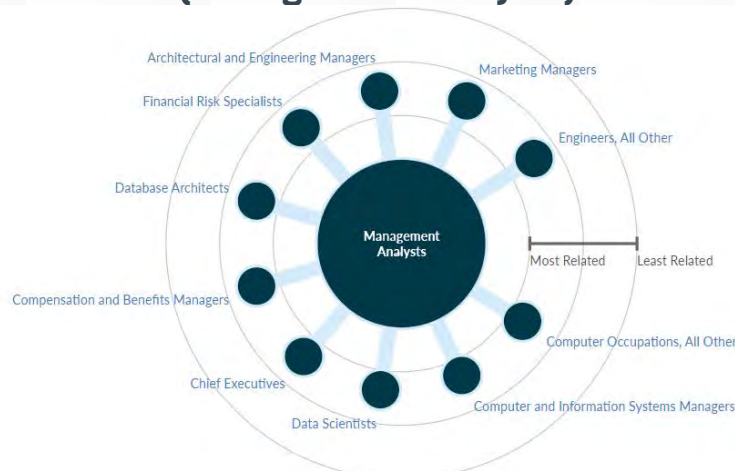 Architectural and Engineering Managers
Marketing Managers
Financial Risk Specialists
Engineers, All Other
Database Architects
Management
Analysts
Most Related
Least Related
Compensation and Benefits Managers
Computer Occupations, All Other
Chief Executives
Computer and Information Systems Managers
Data Scientists